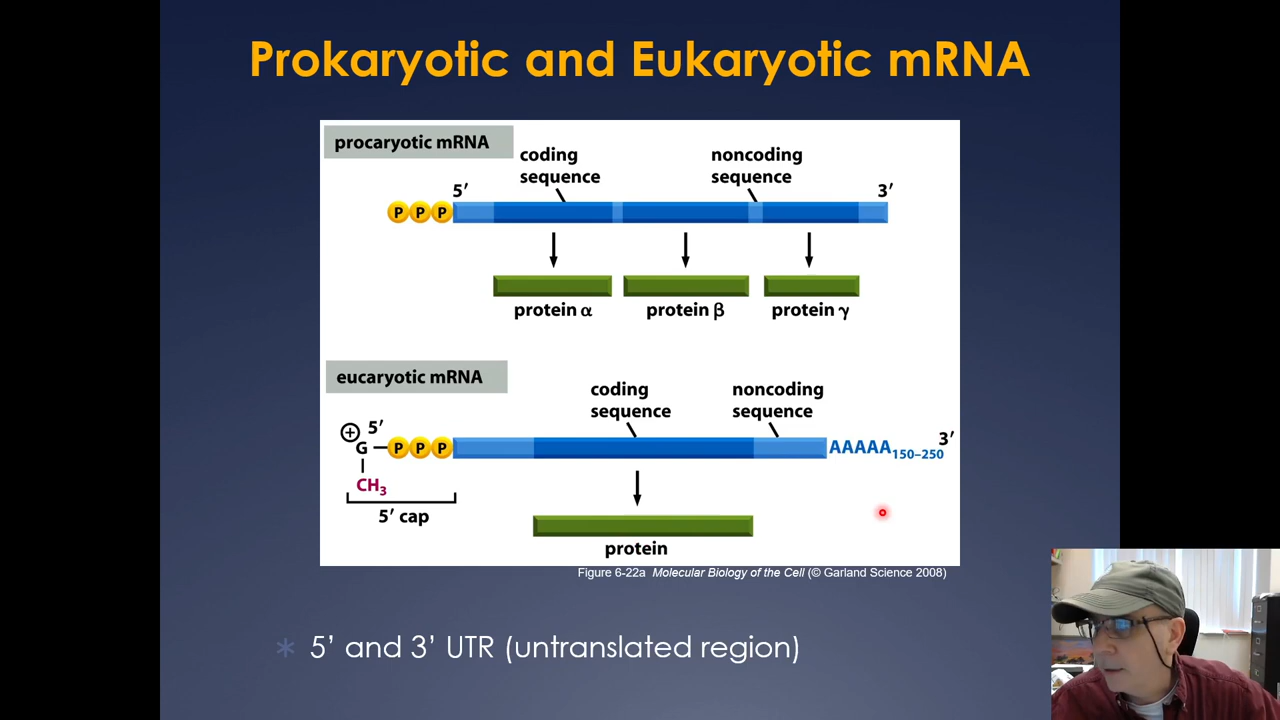 Prokaryotic and Eukaryotic mRNA
procaryotic mRNA
coding
sequence
noncoding
sequence
5′
3′
P P P
protein α
protein β
protein γ
eucaryotic mRNA
coding
sequence
noncoding
sequence
+
5′
3′
G
P P P
AAAAA150–250
CH3
5′ cap
protein
Figure 6-22a Molecular Biology of the Cell (© Garland Science 2008)
* 5’ and 3’ UTR (untranslated region)